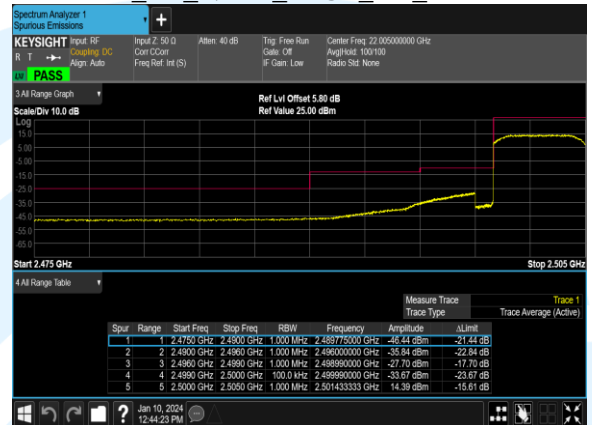 Spectrum Analyzer 1
Spurious Emissions
KEYSIGHT Input: RF Input Z: 50 Ω Atten: 40 dB Trig: Free Run Center Freq: 22.005000000 GHz
R T Coupling: DC Corr CCorr Gate: Off Avg|Hold: 100/100
Align: Auto Freq Ref: Int (S) IF Gain: Low Radio Std: None
PASS
3 All Range Graph
Ref Lvl Offset 5.80 dB
Scale/Div 10.0 dB Ref Value 25.00 dBm
Log
15.0
5.00
-5.00
-15.0
-25.0
-35.0
-45.0
-55.0
-65.0
Start 2.475 GHz Stop 2.505 GHz
4 All Range Table
Measure Trace Trace 1
Trace Type Trace Average (Active)
Spur Range Start Freq Stop Freq RBW Frequency Amplitude ΔLimit
1 1 2.4750 GHz 2.4900 GHz 1.000 MHz 2.489775000 GHz -46.44 dBm -21.44 dB
2 2 2.4900 GHz 2.4960 GHz 1.000 MHz 2.496000000 GHz -35.84 dBm -22.84 dB
3 3 2.4960 GHz 2.4990 GHz 1.000 MHz 2.498990000 GHz -27.70 dBm -17.70 dB
4 4 2.4990 GHz 2.5000 GHz 100.0 kHz 2.499990000 GHz -33.67 dBm -23.67 dB
5 5 2.5000 GHz 2.5050 GHz 1.000 MHz 2.501433333 GHz 14.39 dBm -15.61 dB
? Jan 10, 2024
12:44:23 PM